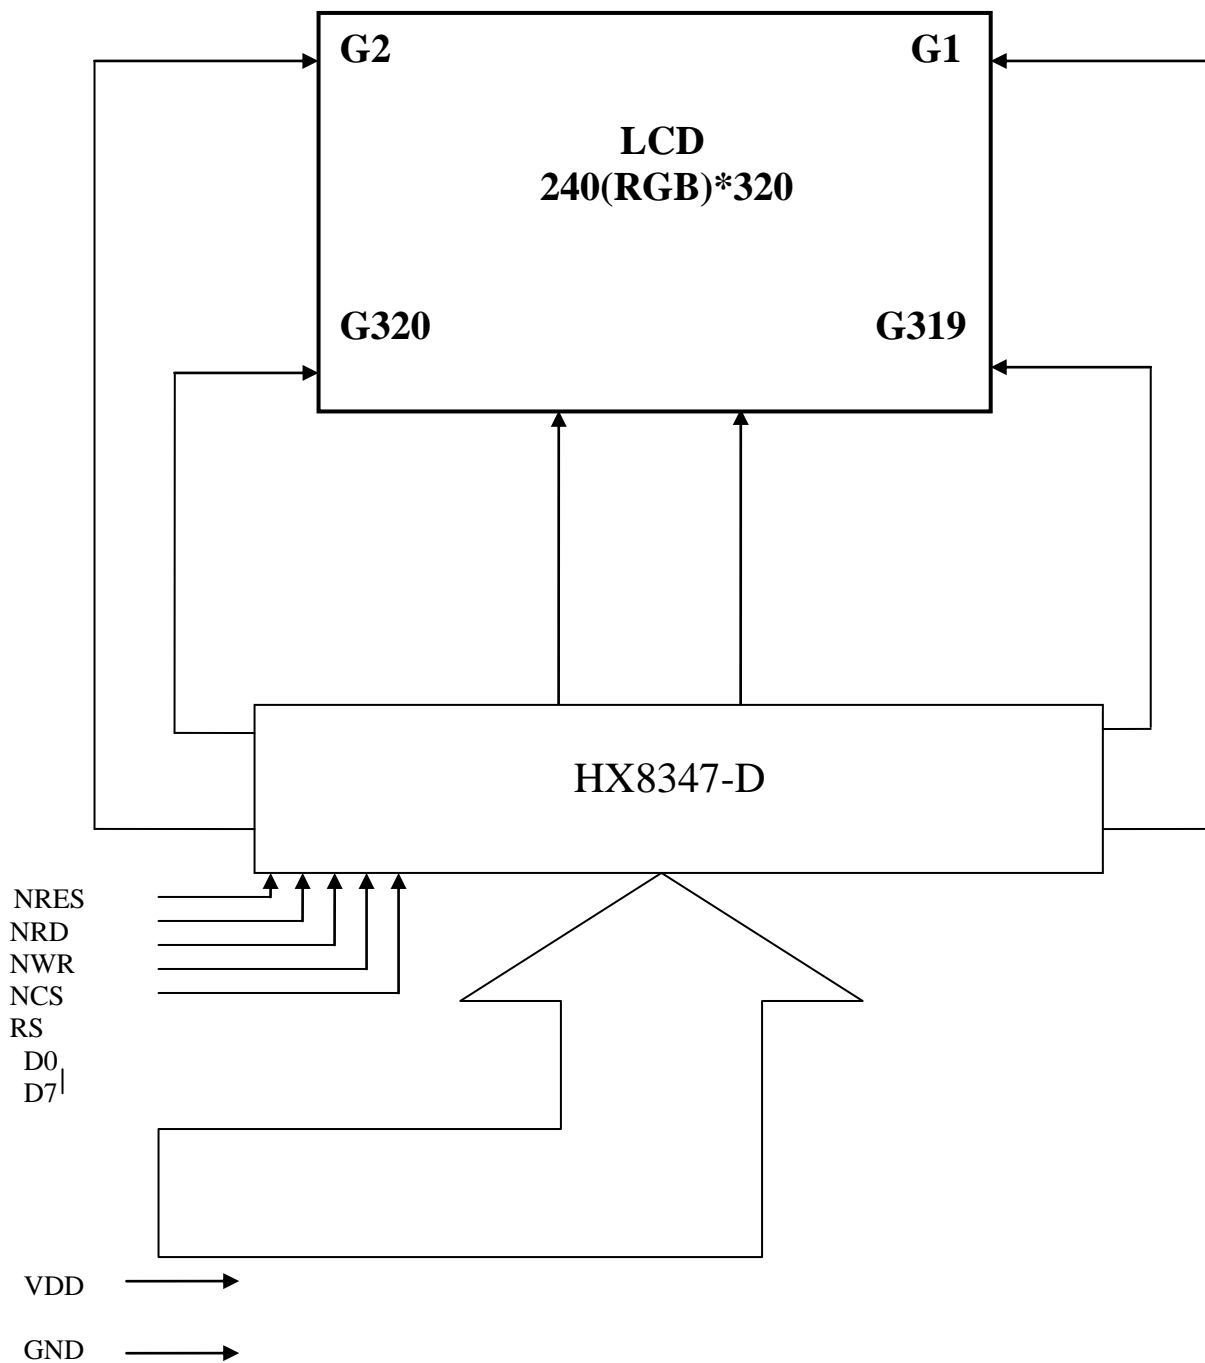 G2 G1
LCD
240(RGB)*320
G320 G319
HX8347-D
NRES
NRD
NWR
NCS
RS
D0
D7
VDD
GND